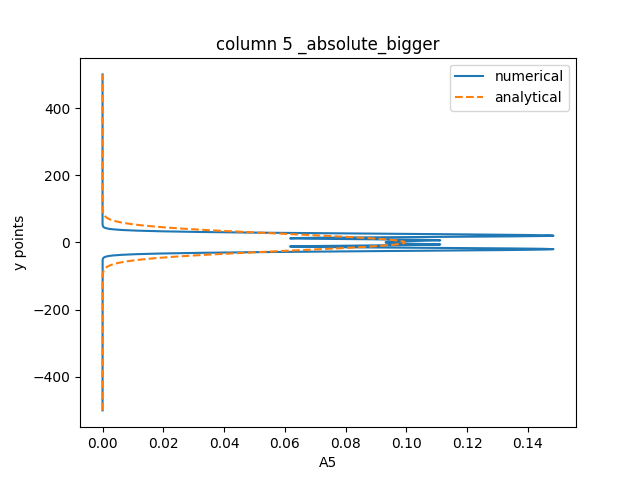 column 5 _absolute_bigger
numerical
analytical
400
200
0
−200
−400
y points
0.00 0.02 0.04 0.06 0.08 0.10 0.12 0.14
A5